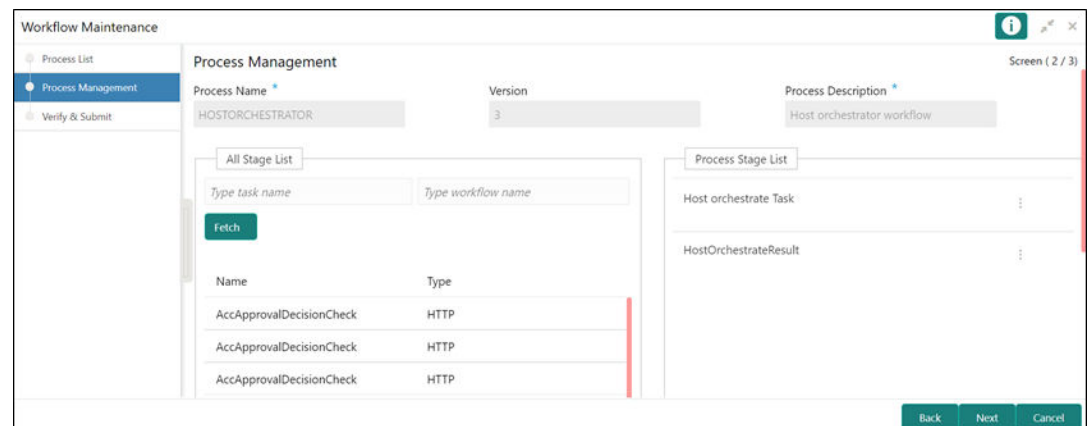 Workflow Maintenance
Process List
Process Management
Verify & Submit
Process Management
Screen ( 2 / 3)
Process Name *
Version
Process Description *
HOSTORCHESTRATOR
3
Host orchestrator workflow
All Stage List
Type task name
Type workflow name
Fetch
Name
Type
AccApprovalDecisionCheck
HTTP
AccApprovalDecisionCheck
HTTP
AccApprovalDecisionCheck
HTTP
Process Stage List
Host orchestrate Task
HostOrchestrateResult
Back
Next
Cancel